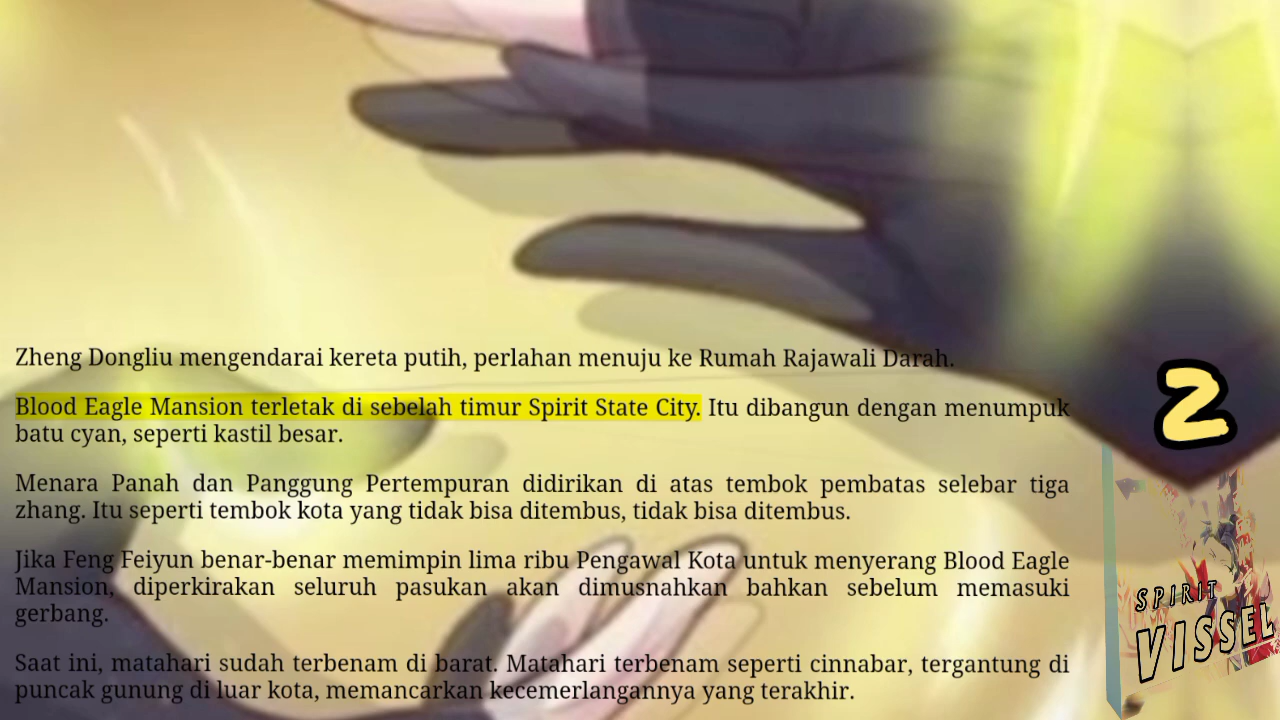 Zheng Dongliu mengendarai kereta putih, perlahan menuju ke Rumah Rajawali Darah.
Blood Eagle Mansion terletak di sebelah timur Spirit State City. Itu dibangun dengan menumpuk
batu cyan, seperti kastil besar.
Menara Panah dan Panggung Pertempuran didirikan di atas tembok pembatas selebar tiga
zhang. Itu seperti tembok kota yang tidak bisa ditembus, tidak bisa ditembus.
Jika Feng Feiyun benar-benar memimpin lima ribu Pengawal Kota untuk menyerang Blood Eagle
Mansion, diperkirakan seluruh pasukan akan dimusnahkan bahkan sebelum memasuki
gerbang.
Saat ini, matahari sudah terbenam di barat. Matahari terbenam seperti cinnabar, tergantung di
puncak gunung di luar kota, memancarkan kecemerlangannya yang terakhir.
2
SPIRIT
VISSEL